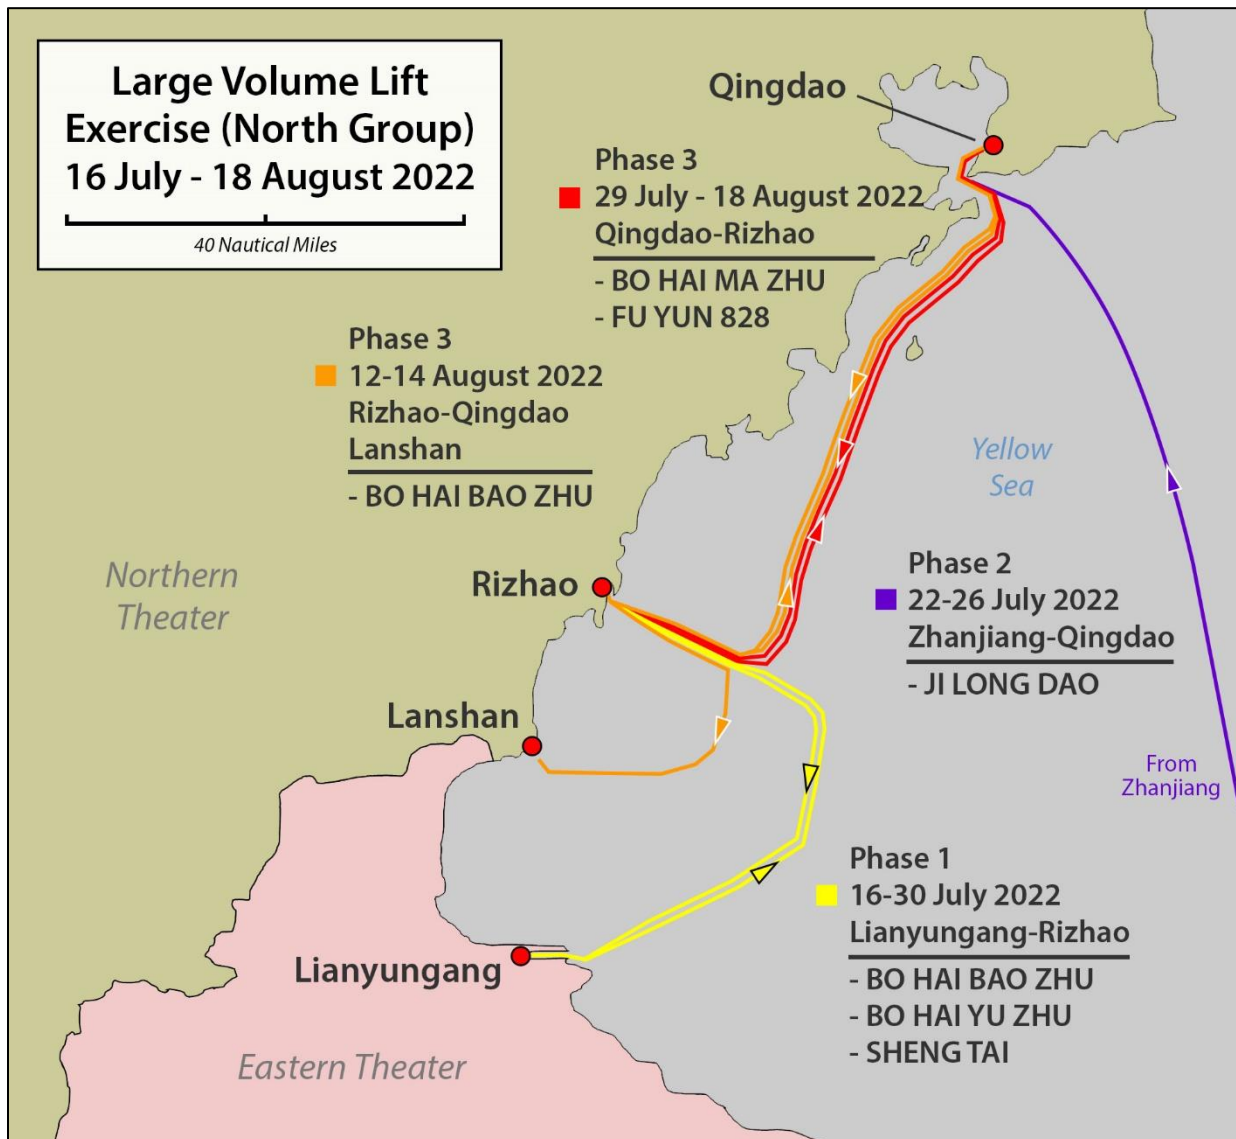 Large Volume Lift
Exercise (North Group)
16 July - 18 August 2022
40 Nautical Miles
Qingdao
Phase 3
29 July - 18 August 2022
Qingdao-Rizhao
- BO HAI MA ZHU
- FU YUN 828
Phase 3
12-14 August 2022
Rizhao-Qingdao
Lanshan
- BO HAI BAO ZHU
Yellow
Sea
Northern
Theater
Rizhao
Phase 2
22-26 July 2022
Zhanjiang-Qingdao
- JI LONG DAO
Lanshan
From
Zhanjiang
Phase 1
16-30 July 2022
Lianyungang-Rizhao
- BO HAI BAO ZHU
- BO HAI YU ZHU
- SHENG TAI
Lianyungang
Eastern Theater